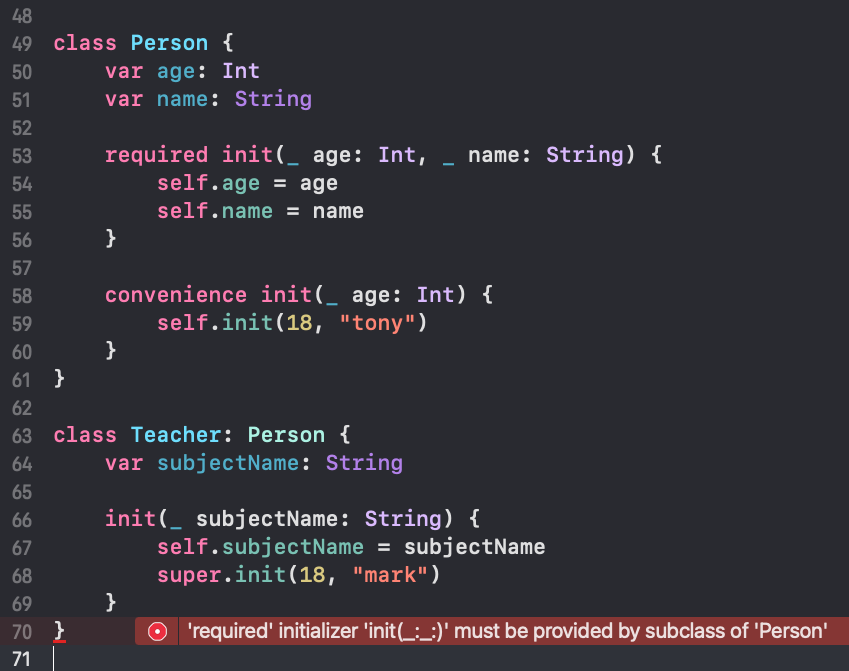 48
49 class Person {
50     var age: Int
51     var name: String
52
53     required init(_ age: Int, _ name: String) {
54         self.age = age
55         self.name = name
56     }
57
58     convenience init(_ age: Int) {
59         self.init(18, "tony")
60     }
61 }
62
63 class Teacher: Person {
64     var subjectName: String
65
66     init(_ subjectName: String) {
67         self.subjectName = subjectName
68         super.init(18, "mark")
69     }
70 } 'required' initializer 'init(_:_:)' must be provided by subclass of 'Person'
71